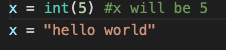 x = int(5) #x will be 5
x = "hello world"